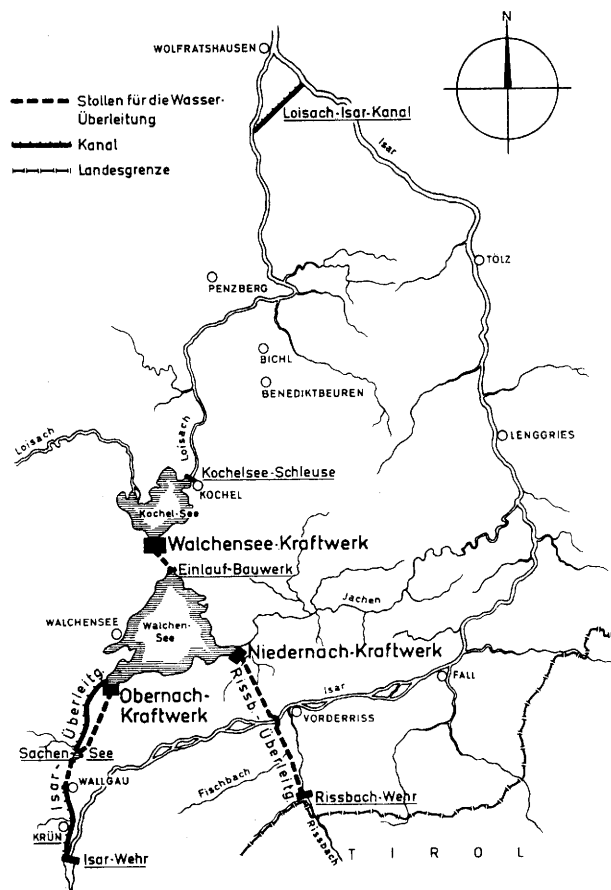 N
WOLFRATSHAUSEN
Stollen für die Wasser-
Überleitung
Kanal
Landesgrenze
Loisach-Isar-Kanal
Isar
TÖLZ
PENZBERG
BICHL
BENEDIKTBEUREN
Loisach
LENGGRIES
Loisach
Kochelsee-Schleuse
KOCHEL
Kochel-See
Walchensee-Kraftwerk
Einlauf-Bauwerk
Jachen
WALCHENSEE
Walchen-
See
Niedernach-Kraftwerk
FALL
Isar
Obernach-
Kraftwerk
VORDERRISS
Rissb.-Überleitg.
Isar-Überleitg.
Sachen-See
WALLGAU
Fischbach
Rissbach-Wehr
KRÜN
Rissbach
Isar-Wehr
TIROL